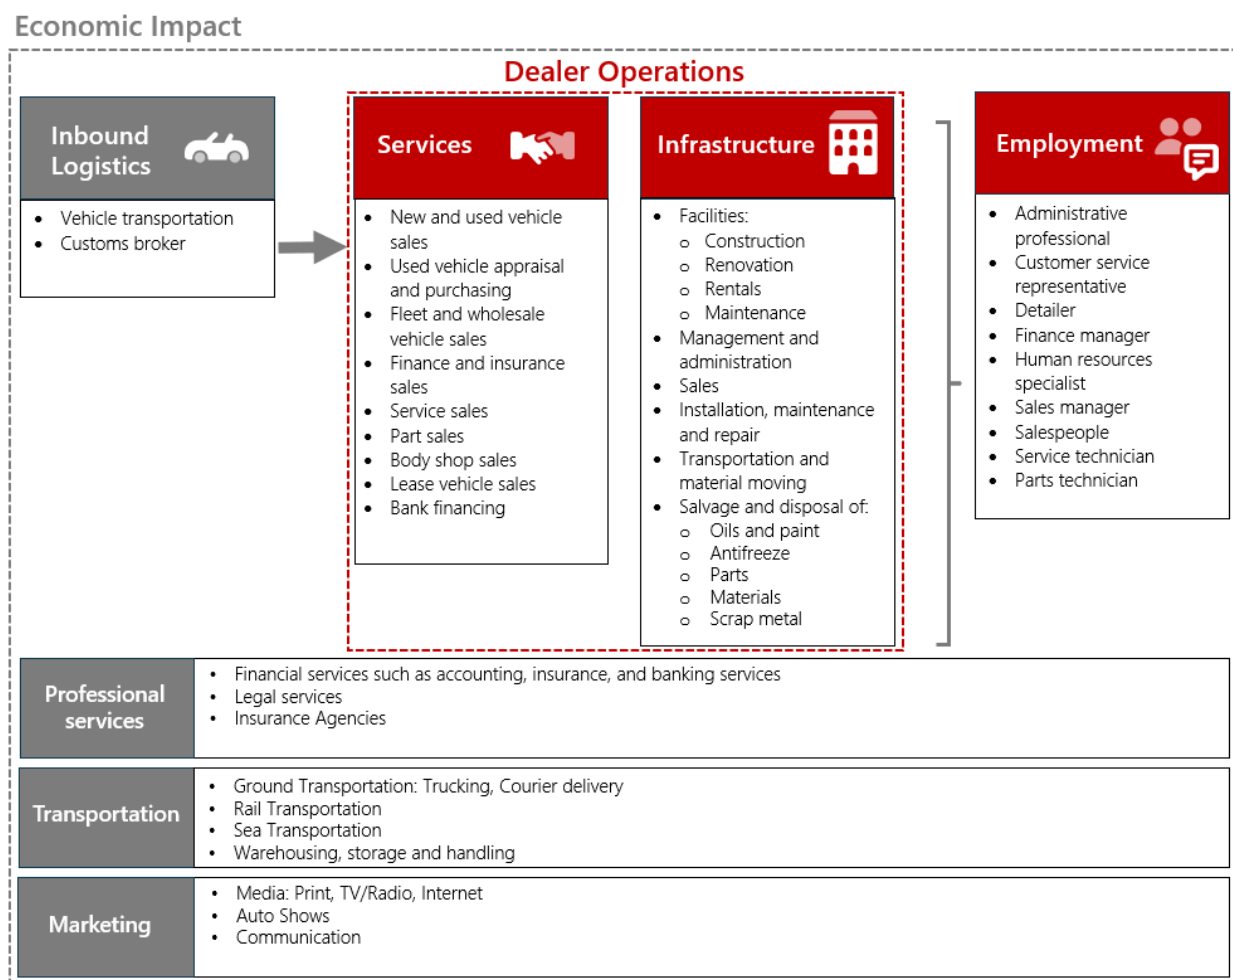 Economic Impact
Dealer Operations
Inbound
Logistics
• Vehicle transportation
• Customs broker
Services
• New and used vehicle
sales
• Used vehicle appraisal
and purchasing
• Fleet and wholesale
vehicle sales
• Finance and insurance
sales
• Service sales
• Part sales
• Body shop sales
• Lease vehicle sales
• Bank financing
Infrastructure
• Facilities:
o Construction
o Renovation
o Rentals
o Maintenance
• Management and
administration
• Sales
• Installation, maintenance
and repair
• Transportation and
material moving
• Salvage and disposal of:
o Oils and paint
o Antifreeze
o Parts
o Materials
o Scrap metal
Employment
• Administrative
professional
• Customer service
representative
• Detailer
• Finance manager
• Human resources
specialist
• Sales manager
• Salespeople
• Service technician
• Parts technician
Professional
services
• Financial services such as accounting, insurance, and banking services
• Legal services
• Insurance Agencies
Transportation
• Ground Transportation: Trucking, Courier delivery
• Rail Transportation
• Sea Transportation
• Warehousing, storage and handling
Marketing
• Media: Print, TV/Radio, Internet
• Auto Shows
• Communication